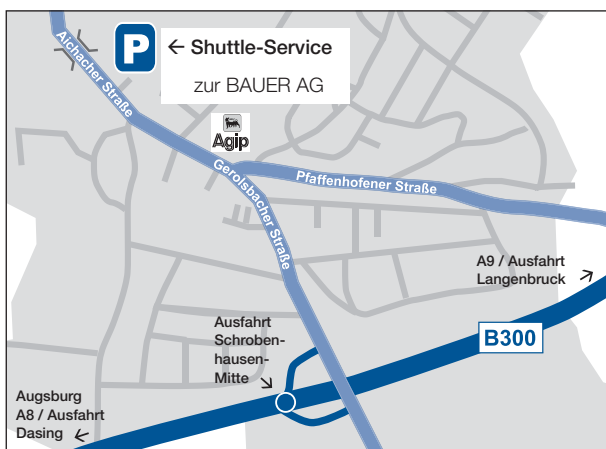 Aichacher Straße
P
← Shuttle-Service
zur BAUER AG
Agip
Gerolsbacher Straße
Pfaffenhofener Straße
A9 / Ausfahrt
Langenbruck
B300
Ausfahrt
Schroben-
hausen-
Mitte
Augsburg
A8 / Ausfahrt
Dasing